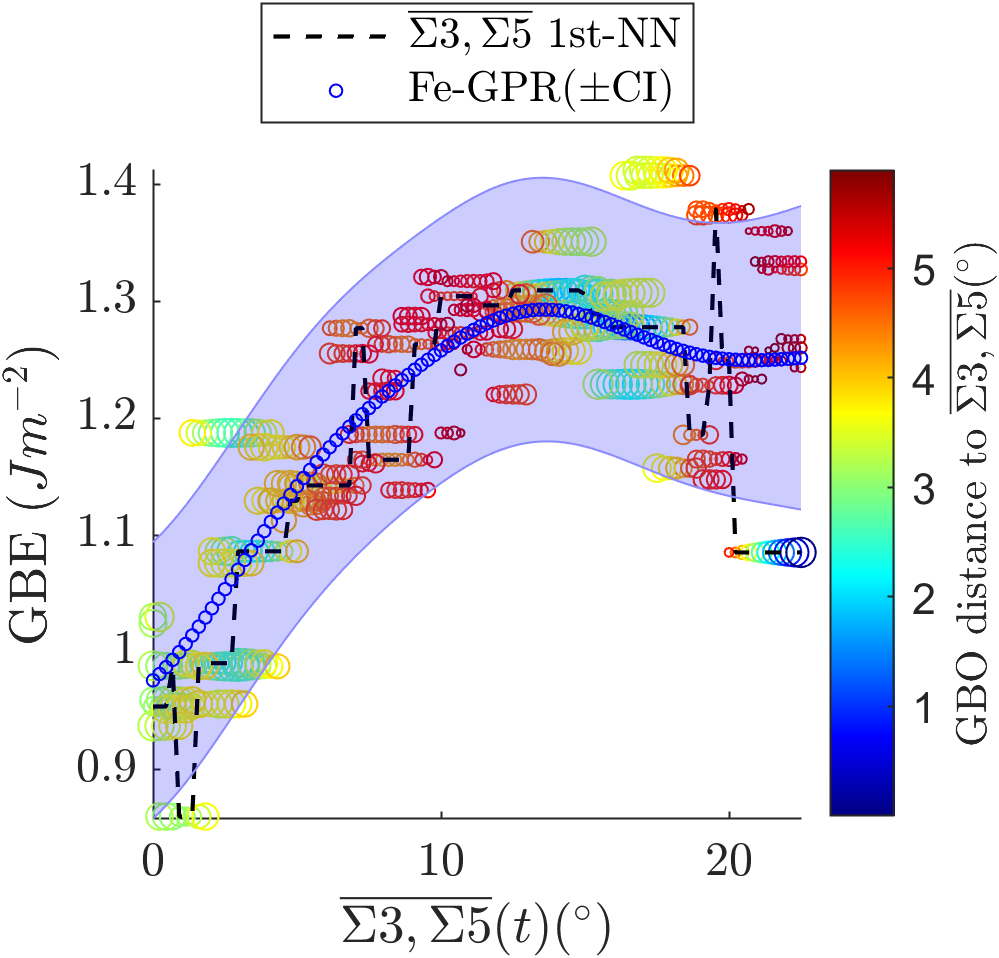 Σ3, Σ5 1st-NN
Fe-GPR(±CI)
1.4
1.3
1.2
1.1
1
0.9
GBE (Jm⁻²)
0
10
20
Σ3, Σ5(t)(°)
5
4
3
2
1
GBO distance to Σ3, Σ5(°)